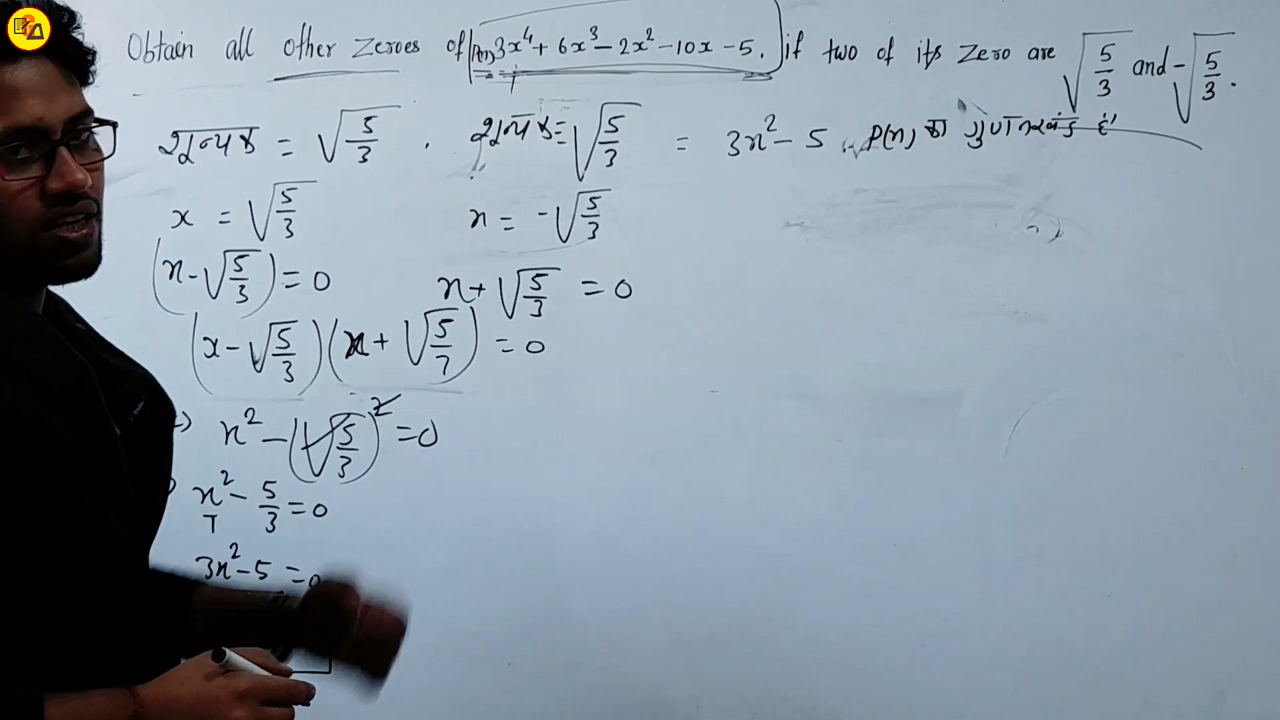 Obtain all other zeroes of p(x) 3x⁴ + 6x³ − 2x² − 10x − 5. if two of its zero are √(5/3) and −√(5/3).
शून्यक = √(5/3) , शून्यक = √(5/3) = 3x² − 5 , P(x) का गुणनखंड है
x = √(5/3) x = −√(5/3)
(x − √(5/3)) = 0 x + √(5/3) = 0
(x − √(5/3)) (x + √(5/7)) = 0
x² − (√(5/3))² = 0
x² − 5/3 = 0
1
3x² − 5 = 0